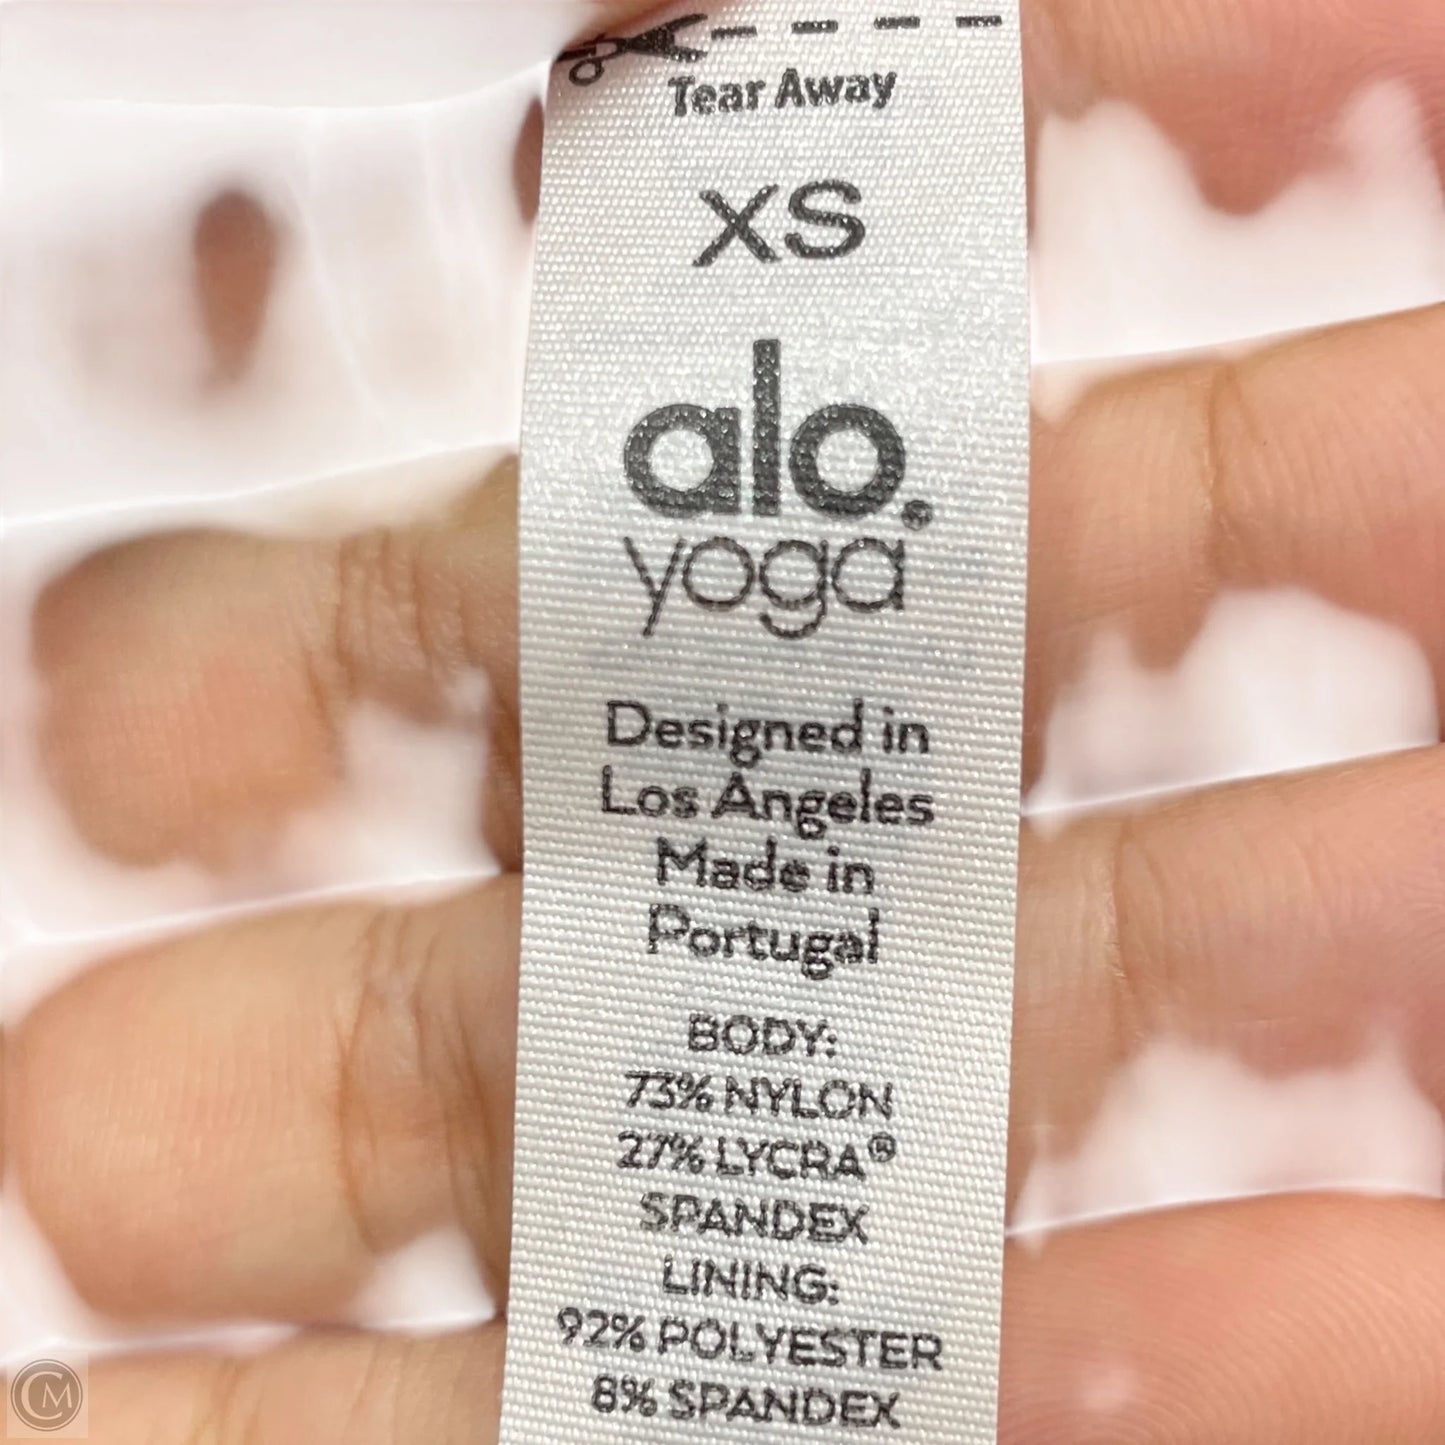 Tear Away
XS
alo®
yoga
Designed in
Los Angeles
Made in
Portugal
BODY:
73% NYLON
27% LYCRA®
SPANDEX
LINING:
92% POLYESTER
8% SPANDEX
CM